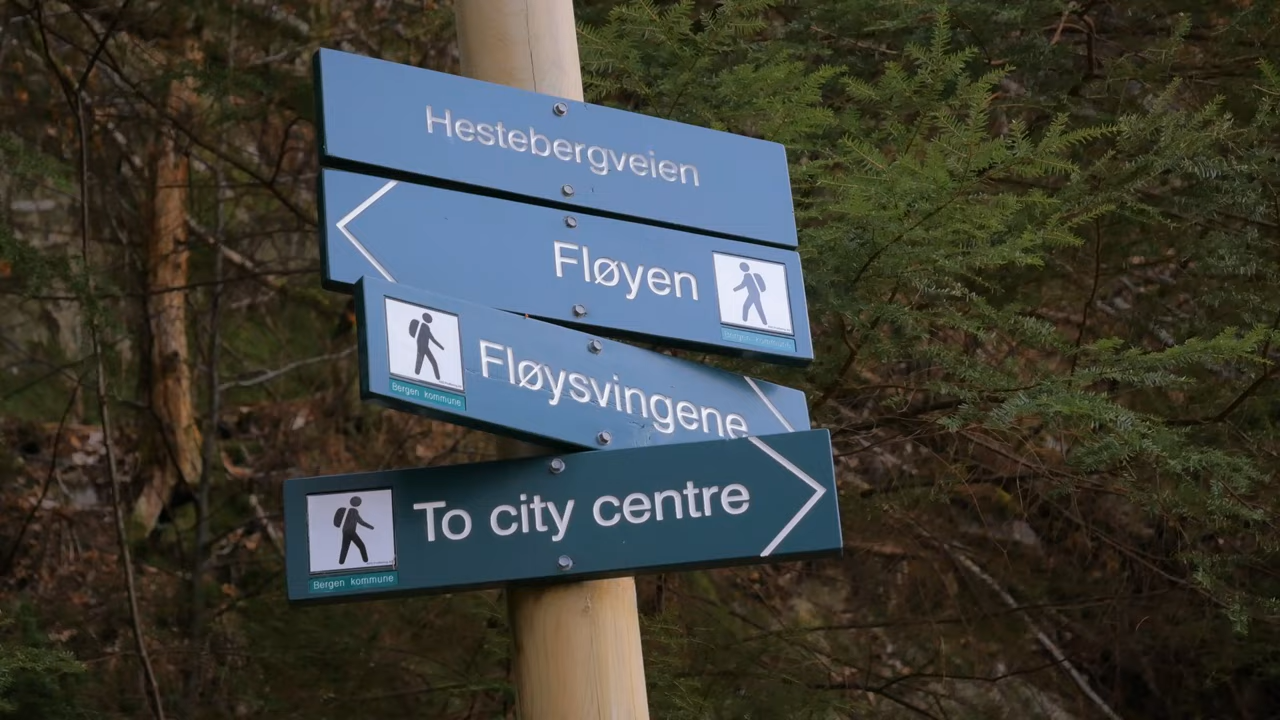 Hestebergveien
Fløyen
Bergen kommune
Fløysvingene
Bergen kommune
To city centre
Bergen kommune